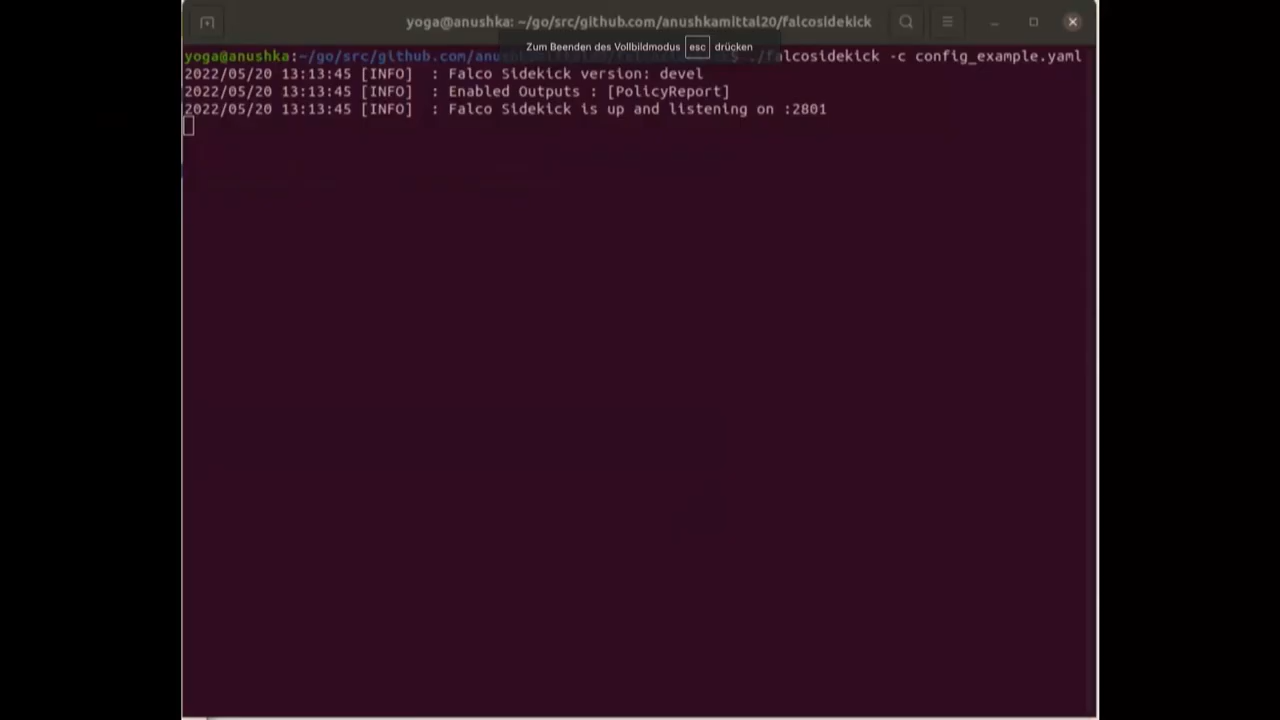 yoga@anushka: ~/go/src/github.com/anushkamittal20/falcosidekick
Zum Beenden des Vollbildmodus esc drücken
yoga@anushka:~/go/src/github.com/anu $ ./falcosidekick -c config_example.yaml
2022/05/20 13:13:45 [INFO]  : Falco Sidekick version: devel
2022/05/20 13:13:45 [INFO]  : Enabled Outputs : [PolicyReport]
2022/05/20 13:13:45 [INFO]  : Falco Sidekick is up and listening on :2801